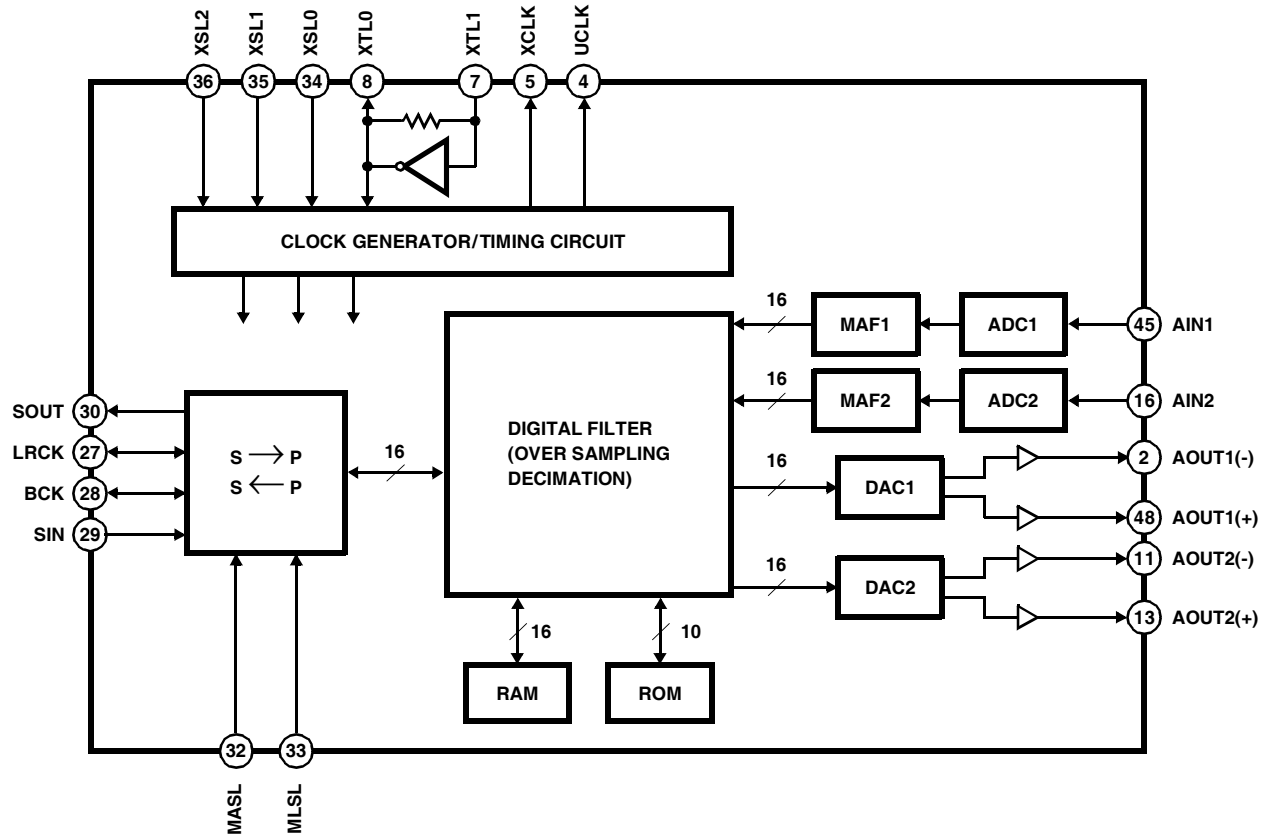 XSL2
XSL1
XSL0
XTL0
XTL1
XCLK
UCLK
36
35
34
8
7
5
4
CLOCK GENERATOR/TIMING CIRCUIT
16
MAF1
ADC1
45
AIN1
16
MAF2
ADC2
16
AIN2
SOUT
30
LRCK
27
BCK
28
SIN
29
S → P
S ← P
16
DIGITAL FILTER
(OVER SAMPLING
DECIMATION)
16
DAC1
2
AOUT1(-)
48
AOUT1(+)
16
DAC2
11
AOUT2(-)
13
AOUT2(+)
16
10
RAM
ROM
32
33
MASL
MLSL